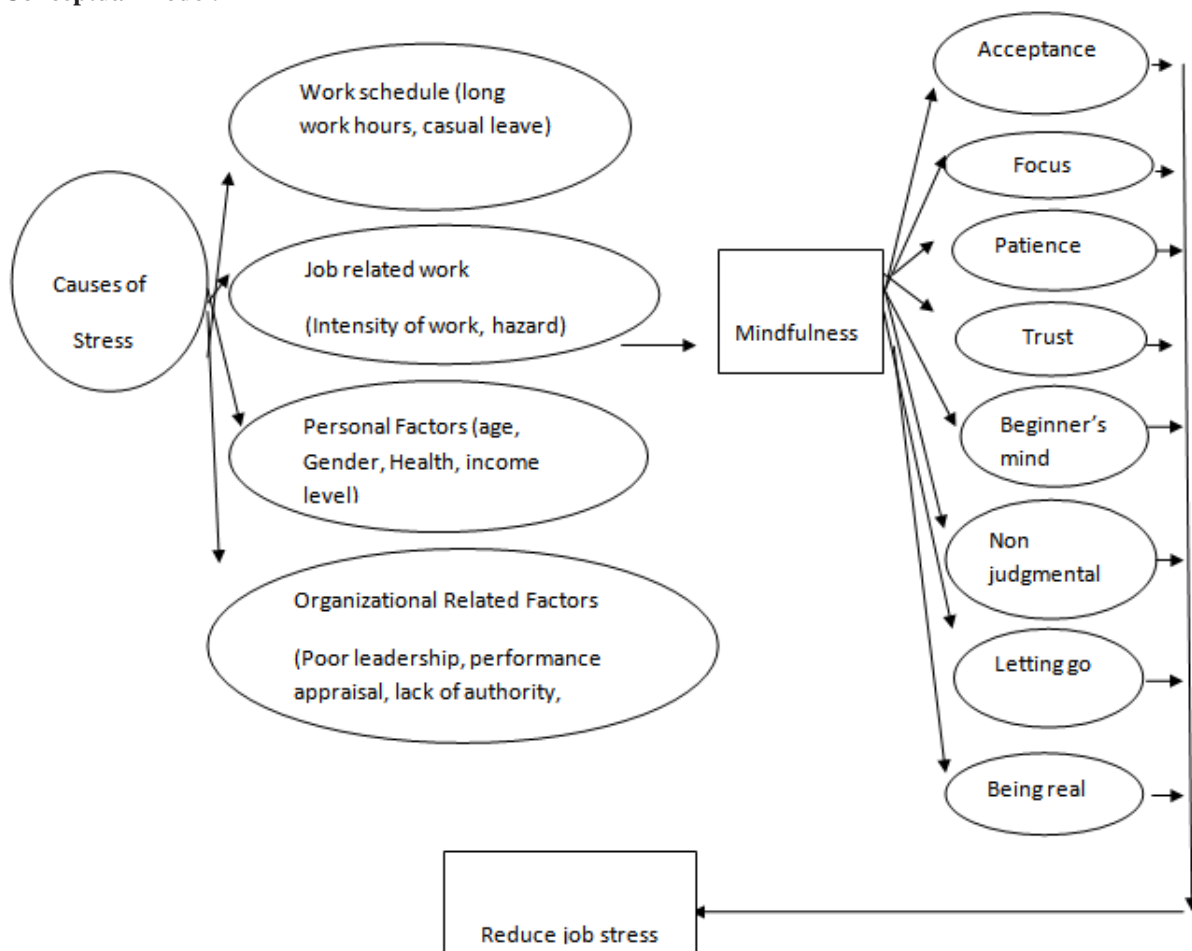 Work schedule (long
work hours, casual leave)
Causes of
Stress
Job related work
(Intensity of work, hazard)
Personal Factors (age,
Gender, Health, income
level)
Organizational Related Factors
(Poor leadership, performance
appraisal, lack of authority,
Mindfulness
Acceptance
Focus
Patience
Trust
Beginner’s
mind
Non
judgmental
Letting go
Being real
Reduce job stress